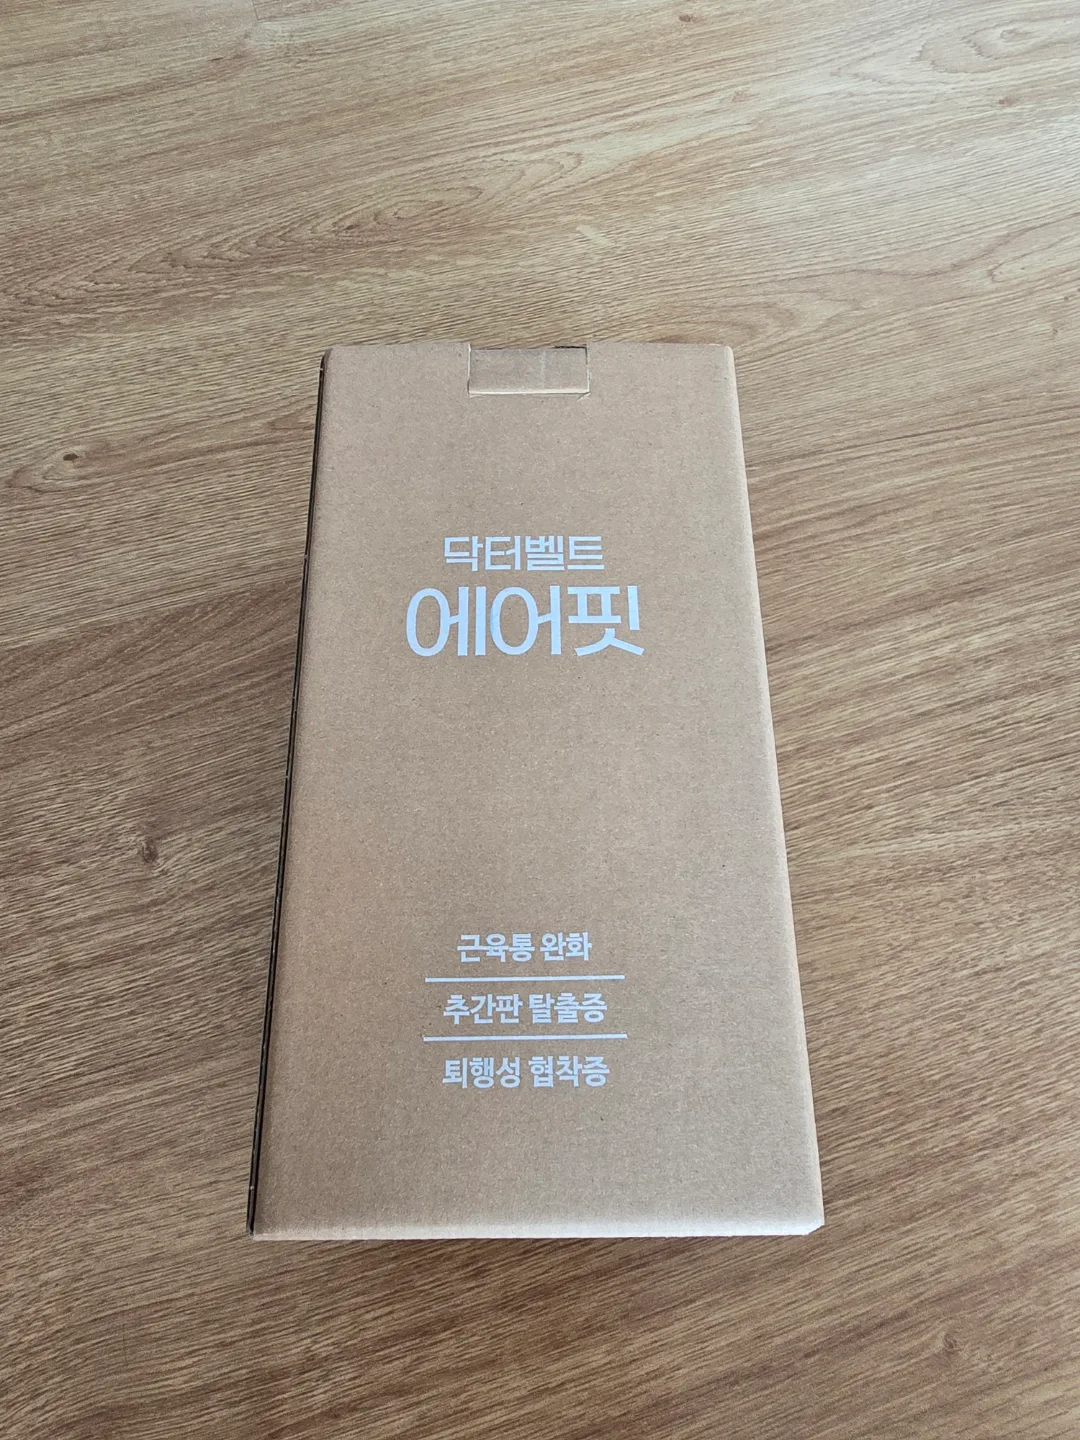 닥터벨트
에어핏
근육통 완화
추간판 탈출증
퇴행성 협착증